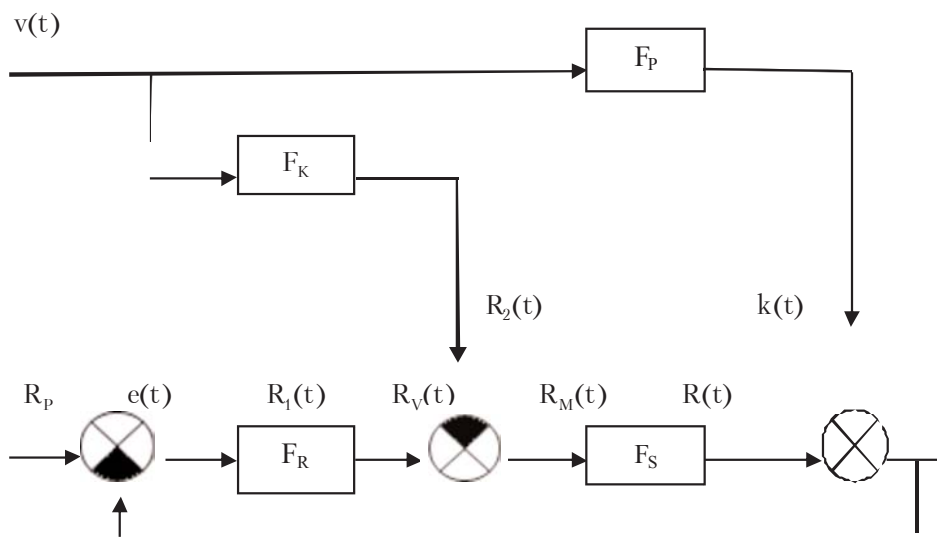 v(t)
F_P
F_K
R_2(t) k(t)
R_P e(t) R_1(t) R_V(t) R_M(t) R(t)
F_R F_S